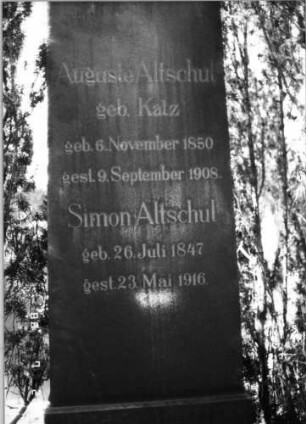 Auguste Altschul
geb. Katz
geb. 6. November 1850
gest. 9. September 1908.
Simon Altschul
geb. 26. Juli 1847
gest. 23. Mai 1916.